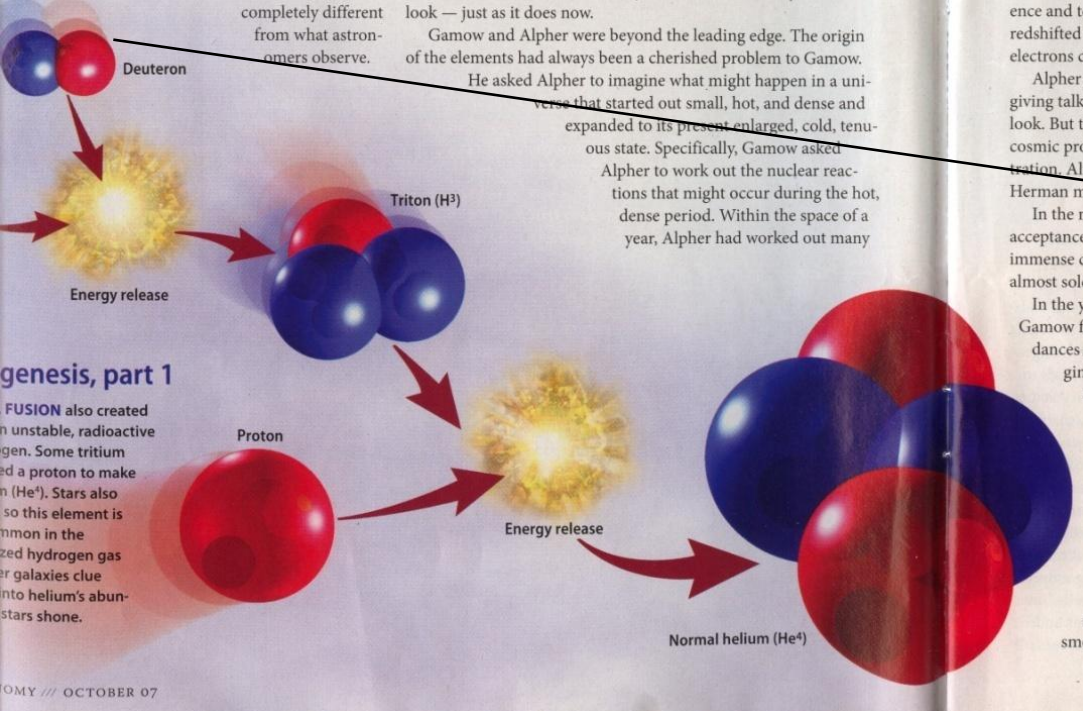 completely different
from what astron-
omers observe.
look — just as it does now.
Gamow and Alpher were beyond the leading edge. The origin
of the elements had always been a cherished problem to Gamow.
He asked Alpher to imagine what might happen in a uni-
verse that started out small, hot, and dense and
expanded to its present enlarged, cold, tenu-
ous state. Specifically, Gamow asked
Alpher to work out the nuclear reac-
tions that might occur during the hot,
dense period. Within the space of a
year, Alpher had worked out many
Deuteron
Energy release
Triton (H³)
genesis, part 1
FUSION also created
n unstable, radioactive
gen. Some tritium
ed a proton to make
n (He⁴). Stars also
so this element is
mmon in the
zed hydrogen gas
er galaxies clue
into helium's abun-
stars shone.
Proton
Energy release
Normal helium (He⁴)
OMY /// OCTOBER 07
ence and t
redshifted
electrons c
Alpher
giving talk
look. But t
cosmic pro
tration. Al
Herman m
In the r
acceptance
immense c
almost sole
In the y
Gamow f
dances
gin
sm